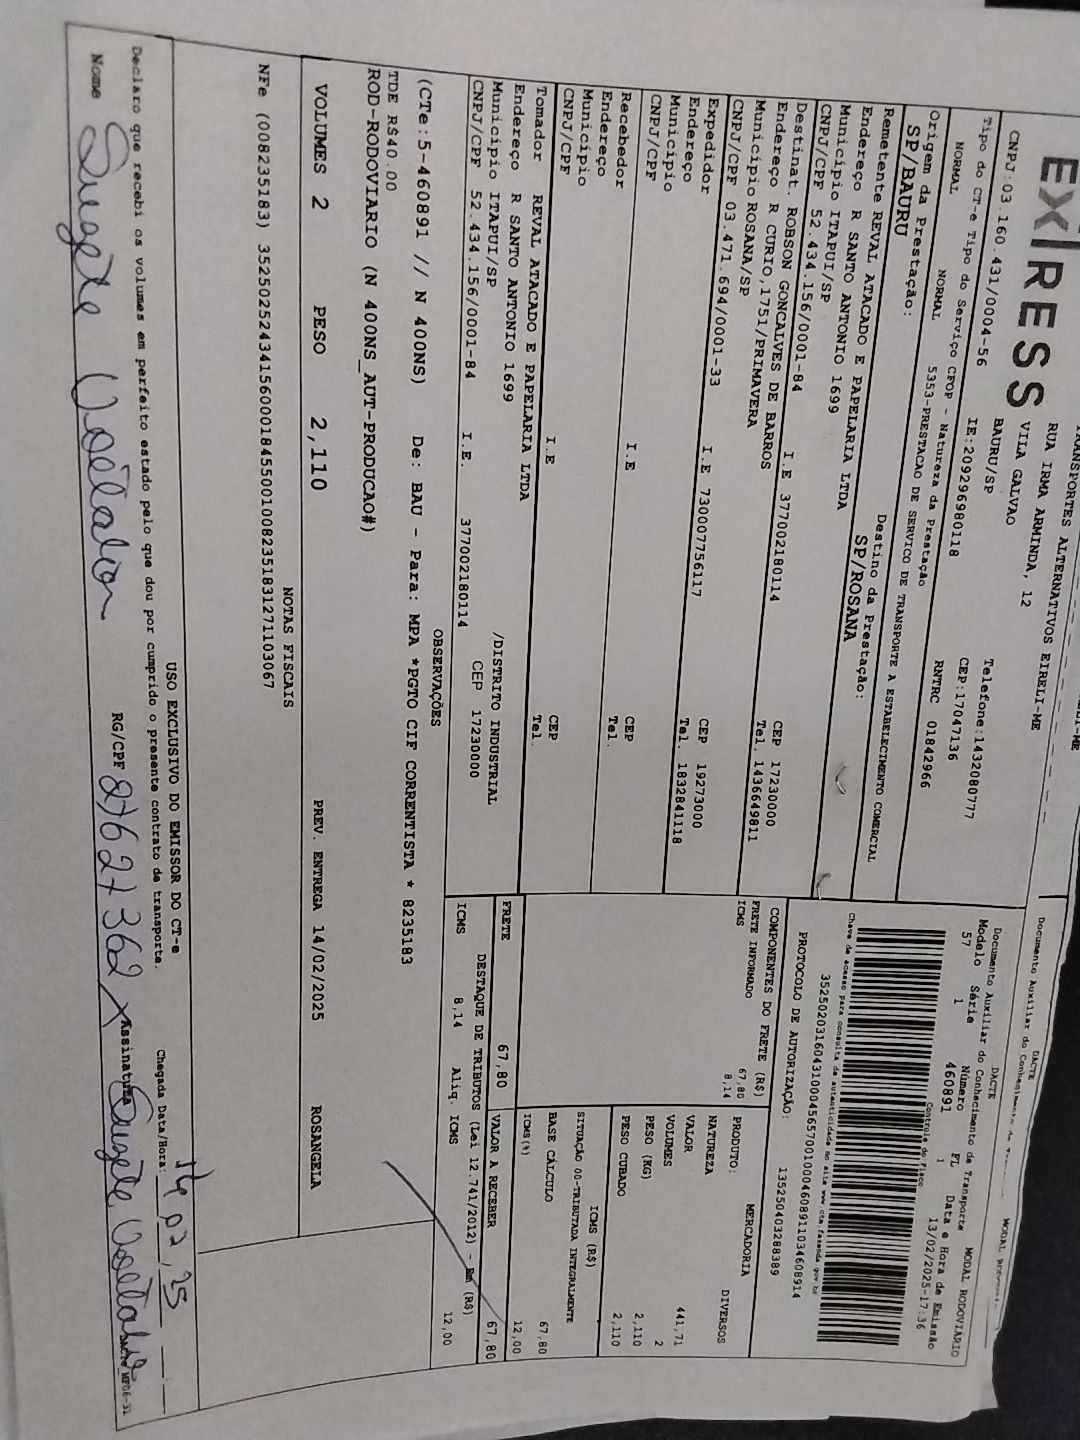 EX|RESS
TRANSPORTES ALTERNATIVOS EIRELI-ME
RUA IRMA ARMINDA, 12
VILA GALVAO
BAURU/SP
Telefone:1432080777
CEP:17047136
CNPJ:03.160.431/0004-56 IE:209296980118 RNTRC 01842966
Tipo do CT-e Tipo do Serviço CFOP - Natureza da Prestação
NORMAL NORMAL 5353-PRESTACAO DE SERVICO DE TRANSPORTE A ESTABELECIMENTO COMERCIAL
Origem da Prestação: Destino da Prestação:
SP/BAURU SP/ROSANA
DACTE
Documento Auxiliar do Conhecimento de
DACTE
Documento Auxiliar do Conhecimento de Transporte MODAL RODOVIÁRIO
Modelo Série Número FL Data e Hora de Emissão
57 1 460891 1 13/02/2025-17:36
Controle do Fisco
Chave de acesso para consulta de autenticidade no site www.cte.fazenda.gov.br
35250203160431000456570010004608911034608914
PROTOCOLO DE AUTORIZAÇÃO: 135250403288389
Remetente REVAL ATACADO E PAPELARIA LTDA
Endereço R SANTO ANTONIO 1699
Município ITAPUI/SP CEP 17230000
CNPJ/CPF 52.434.156/0001-84 I.E 377002180114 Tel. 1436649811
Destinat. ROBSON GONCALVES DE BARROS
Endereço R CURIO,1751/PRIMAVERA
Município ROSANA/SP CEP 19273000
CNPJ/CPF 03.471.694/0001-33 I.E 730007756117 Tel. 1832841118
Expedidor
Endereço
Município CEP
CNPJ/CPF I.E Tel.
Recebedor
Endereço
Município CEP
CNPJ/CPF I.E Tel.
Tomador REVAL ATACADO E PAPELARIA LTDA
Endereço R SANTO ANTONIO 1699 /DISTRITO INDUSTRIAL
Município ITAPUI/SP CEP 17230000
CNPJ/CPF 52.434.156/0001-84 I.E. 377002180114
COMPONENTES DO FRETE (R$)
FRETE INFORMADO 67,80
ICMS 8,14
PRODUTO: MERCADORIA
NATUREZA DIVERSOS
VALOR 441,71
VOLUMES 2
PESO (KG) 2,110
PESO CUBADO 2,110
ICMS (R$)
SITUAÇÃO 00-TRIBUTADA INTEGRALMENTE
BASE CÁLCULO 67,80
ICMS(%) 12,00
FRETE 67,80 VALOR A RECEBER 67,80
DESTAQUE DE TRIBUTOS (Lei 12.741/2012) - Em (R$)
ICMS 8,14 Aliq. ICMS 12,00
OBSERVAÇÕES
(CTe:5-460891 // N 400NS) De: BAU - Para: MPA *PGTO CIF CORRENTISTA * 8235183
TDE R$40.00
ROD-RODOVIARIO (N 400NS_AUT-PRODUCAO#)
VOLUMES 2 PESO 2,110 PREV. ENTREGA 14/02/2025 ROSANGELA
NOTAS FISCAIS
NFe (008235183) 35250252434156000184550010082351831271103067
USO EXCLUSIVO DO EMISSOR DO CT-e
Declaro que recebi os volumes em perfeito estado pelo que dou por cumprido o presente contrato de transporte. Chegada Data/Hora: 14/02/25
Nome RG/CPF Assinatura